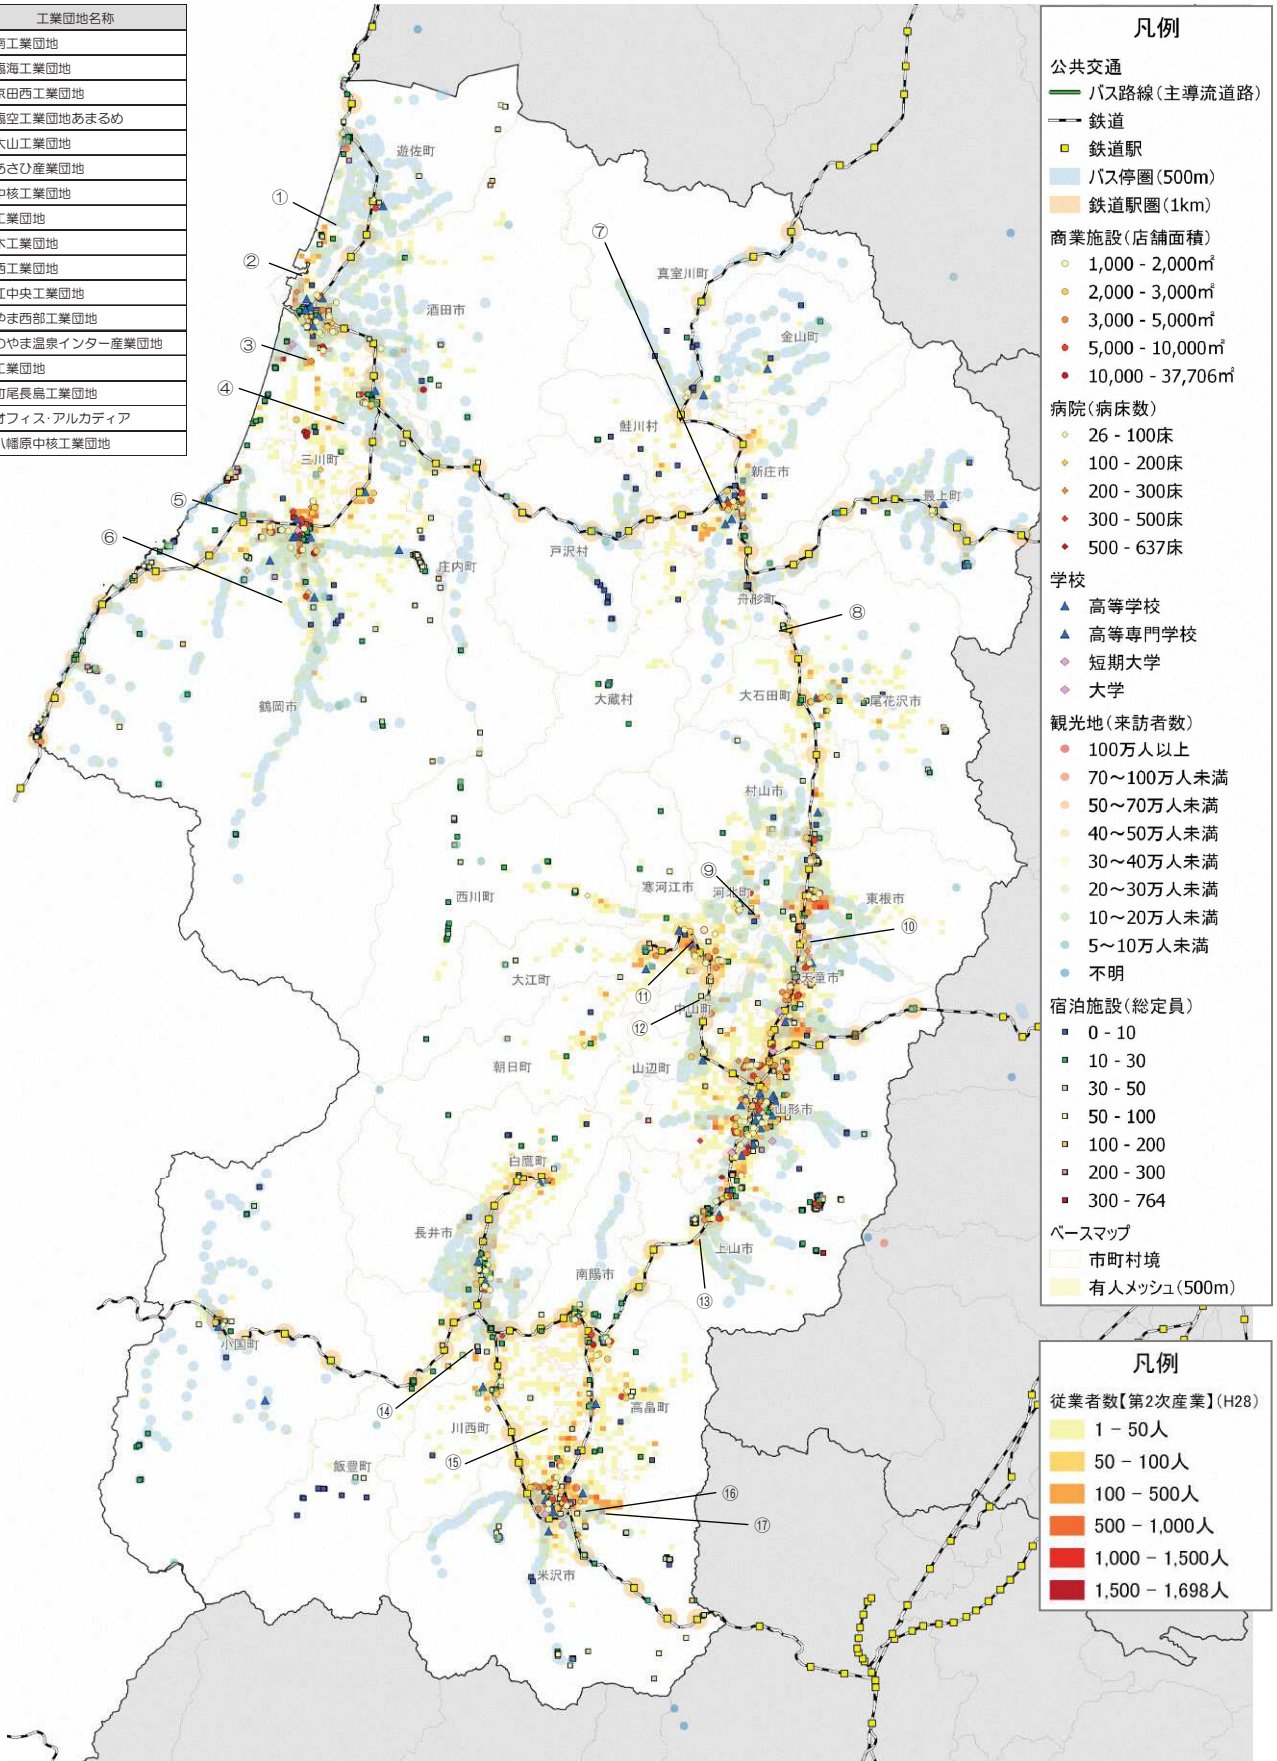 工業団地名称
南工業団地
臨海工業団地
京田西工業団地
臨空工業団地あまるめ
大山工業団地
あさひ産業団地
中核工業団地
工業団地
木工業団地
西工業団地
江中央工業団地
やま西部工業団地
のやま温泉インター産業団地
工業団地
町尾長島工業団地
オフィス・アルカディア
八幡原中核工業団地
遊佐町
①
②
酒田市
③
④
三川町
⑤
⑥
庄内町
鶴岡市
⑦
真室川町
金山町
鮭川村
新庄市
最上町
戸沢村
舟形町
⑧
大蔵村
大石田町
尾花沢市
村山市
⑨
西川町
寒河江市
河北町
東根市
⑩
大江町
⑪
天童市
中山町
⑫
朝日町
山辺町
山形市
白鷹町
長井市
上山市
南陽市
⑬
小国町
⑭
川西町
高畠町
⑮
飯豊町
⑯
⑰
米沢市
凡例
公共交通
バス路線(主導流道路)
鉄道
鉄道駅
バス停圏(500m)
鉄道駅圏(1km)
商業施設(店舗面積)
1,000 - 2,000㎡
2,000 - 3,000㎡
3,000 - 5,000㎡
5,000 - 10,000㎡
10,000 - 37,706㎡
病院(病床数)
26 - 100床
100 - 200床
200 - 300床
300 - 500床
500 - 637床
学校
高等学校
高等専門学校
短期大学
大学
観光地(来訪者数)
100万人以上
70～100万人未満
50～70万人未満
40～50万人未満
30～40万人未満
20～30万人未満
10～20万人未満
5～10万人未満
不明
宿泊施設(総定員)
0 - 10
10 - 30
30 - 50
50 - 100
100 - 200
200 - 300
300 - 764
ベースマップ
市町村境
有人メッシュ(500m)
凡例
従業者数【第2次産業】(H28)
1 - 50人
50 - 100人
100 - 500人
500 - 1,000人
1,000 - 1,500人
1,500 - 1,698人